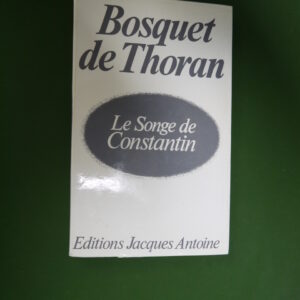 Bosquet
de Thoran
Le Songe de
Constantin
Editions Jacques Antoine